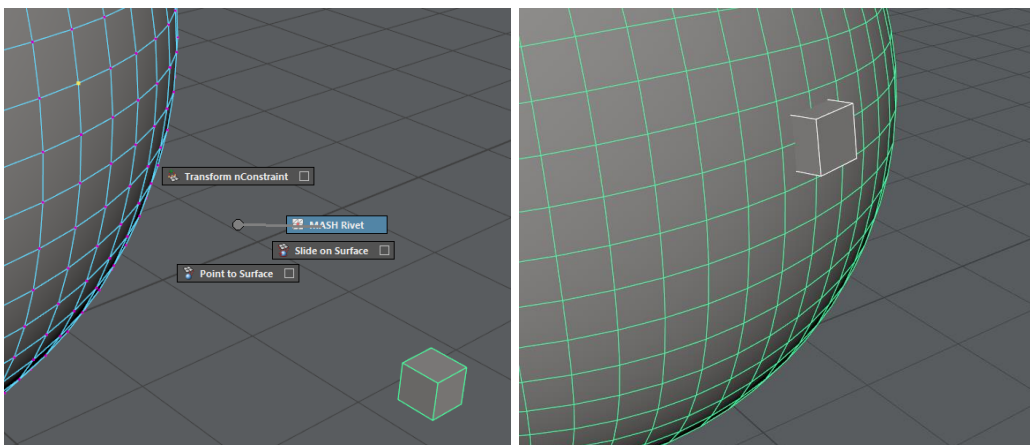 Transform nConstraint
MASH Rivet
Slide on Surface
Point to Surface